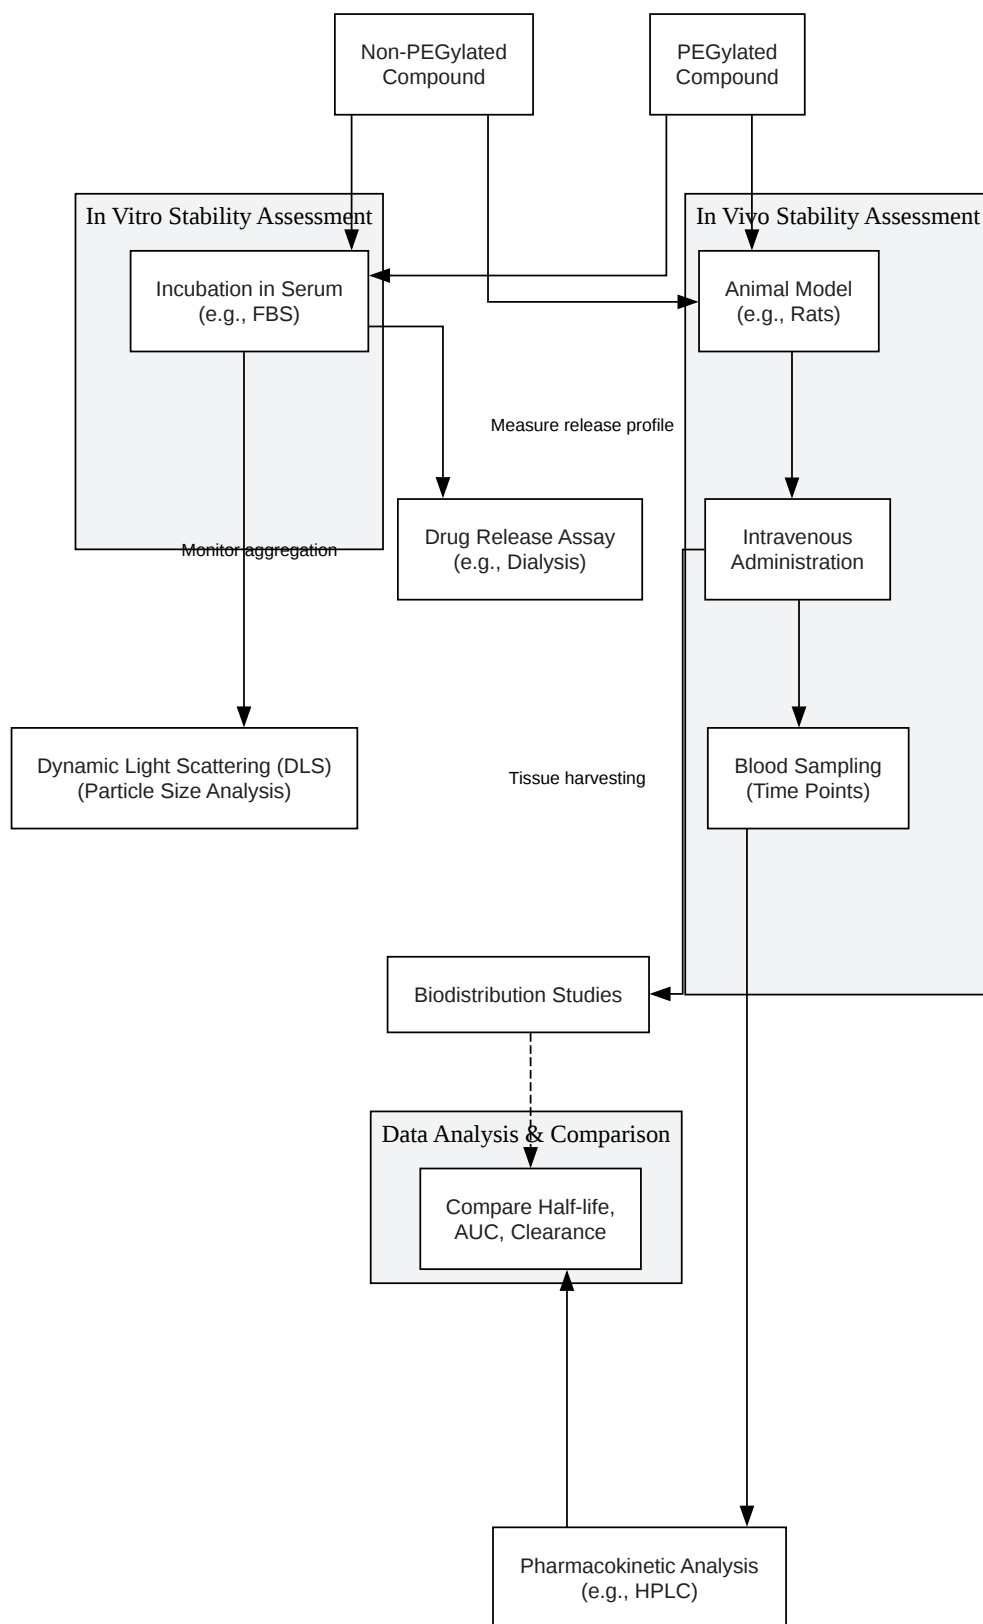 Non-PEGylated
Compound
PEGylated
Compound
In Vitro Stability Assessment
In Vivo Stability Assessment
Incubation in Serum
(e.g., FBS)
Animal Model
(e.g., Rats)
Measure release profile
Drug Release Assay
(e.g., Dialysis)
Intravenous
Administration
Monitor aggregation
Dynamic Light Scattering (DLS)
(Particle Size Analysis)
Tissue harvesting
Blood Sampling
(Time Points)
Biodistribution Studies
Data Analysis & Comparison
Compare Half-life,
AUC, Clearance
Pharmacokinetic Analysis
(e.g., HPLC)